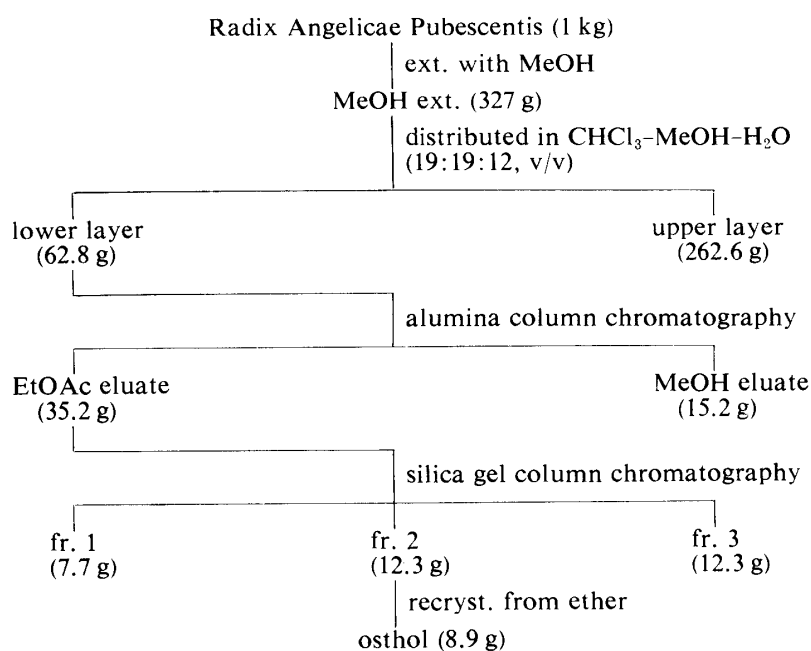 Radix Angelicae Pubescentis (1 kg)
ext. with MeOH
MeOH ext. (327 g)
distributed in CHCl₃–MeOH–H₂O
(19:19:12, v/v)
lower layer
(62.8 g)
upper layer
(262.6 g)
alumina column chromatography
EtOAc eluate
(35.2 g)
MeOH eluate
(15.2 g)
silica gel column chromatography
fr. 1
(7.7 g)
fr. 2
(12.3 g)
fr. 3
(12.3 g)
recryst. from ether
osthol (8.9 g)